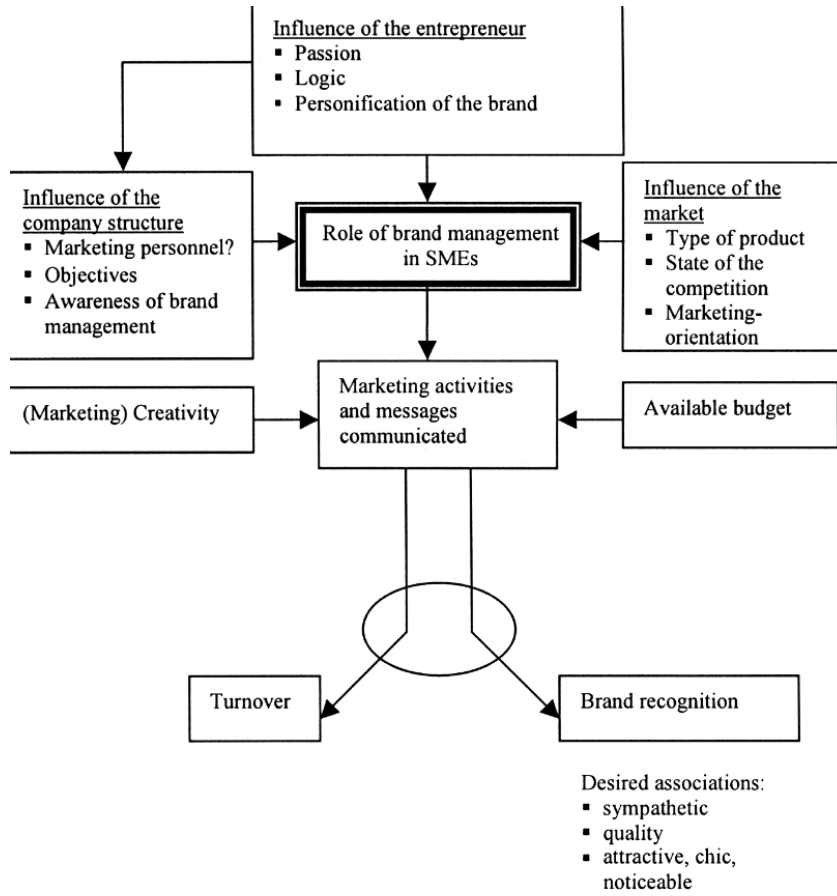 Influence of the entrepreneur
▪ Passion
▪ Logic
▪ Personification of the brand
Influence of the
company structure
▪ Marketing personnel?
▪ Objectives
▪ Awareness of brand
management
Role of brand management
in SMEs
Influence of the
market
▪ Type of product
▪ State of the
competition
▪ Marketing-
orientation
(Marketing) Creativity
Marketing activities
and messages
communicated
Available budget
Turnover
Brand recognition
Desired associations:
▪ sympathetic
▪ quality
▪ attractive, chic,
noticeable